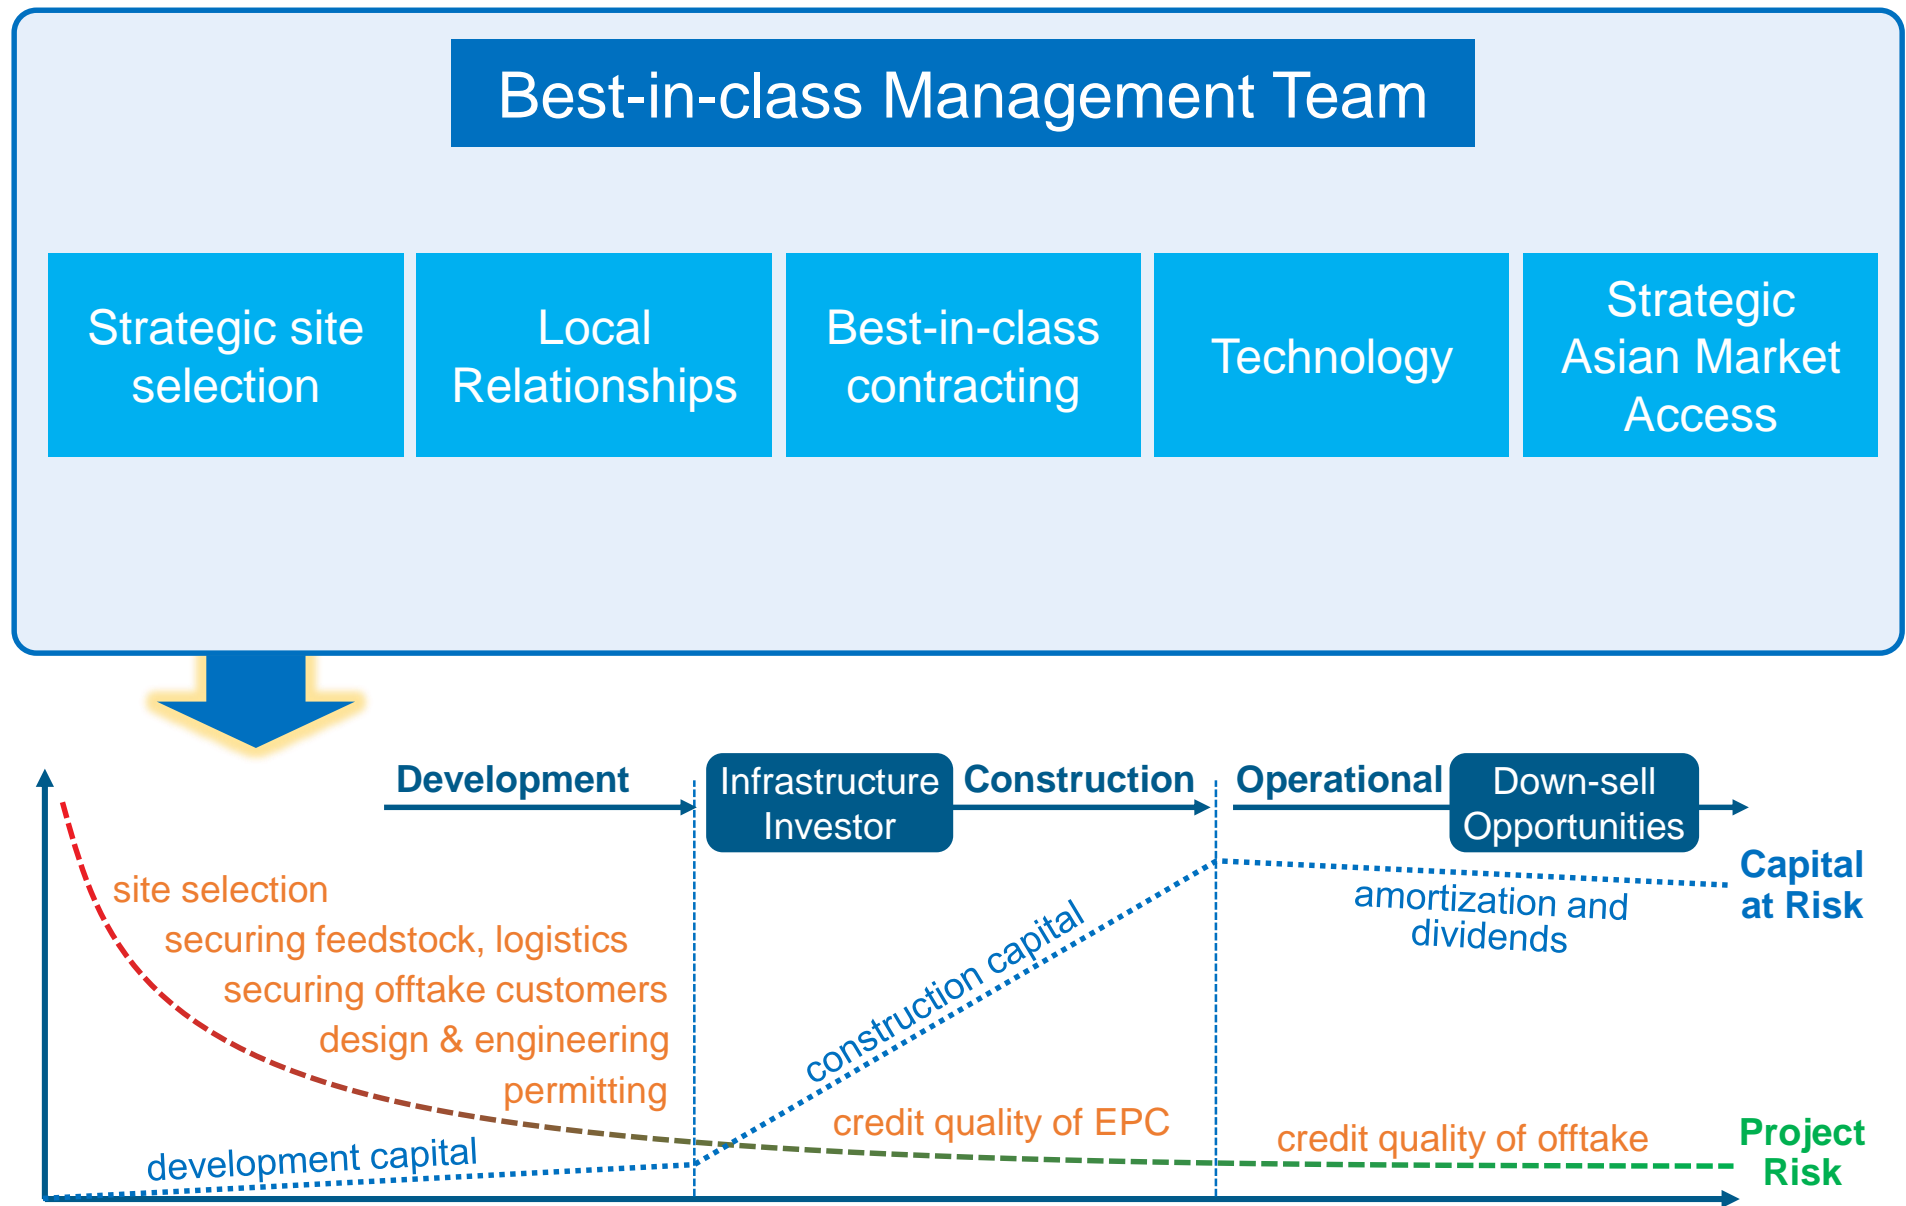 Best-in-class Management Team
Strategic site
selection
Local
Relationships
Best-in-class
contracting
Technology
Strategic
Asian Market
Access
Development
Infrastructure
Investor
Construction
Operational
Down-sell
Opportunities
Capital
at Risk
site selection
securing feedstock, logistics
securing offtake customers
design & engineering
permitting
development capital
construction capital
amortization and
dividends
credit quality of EPC
credit quality of offtake
Project
Risk